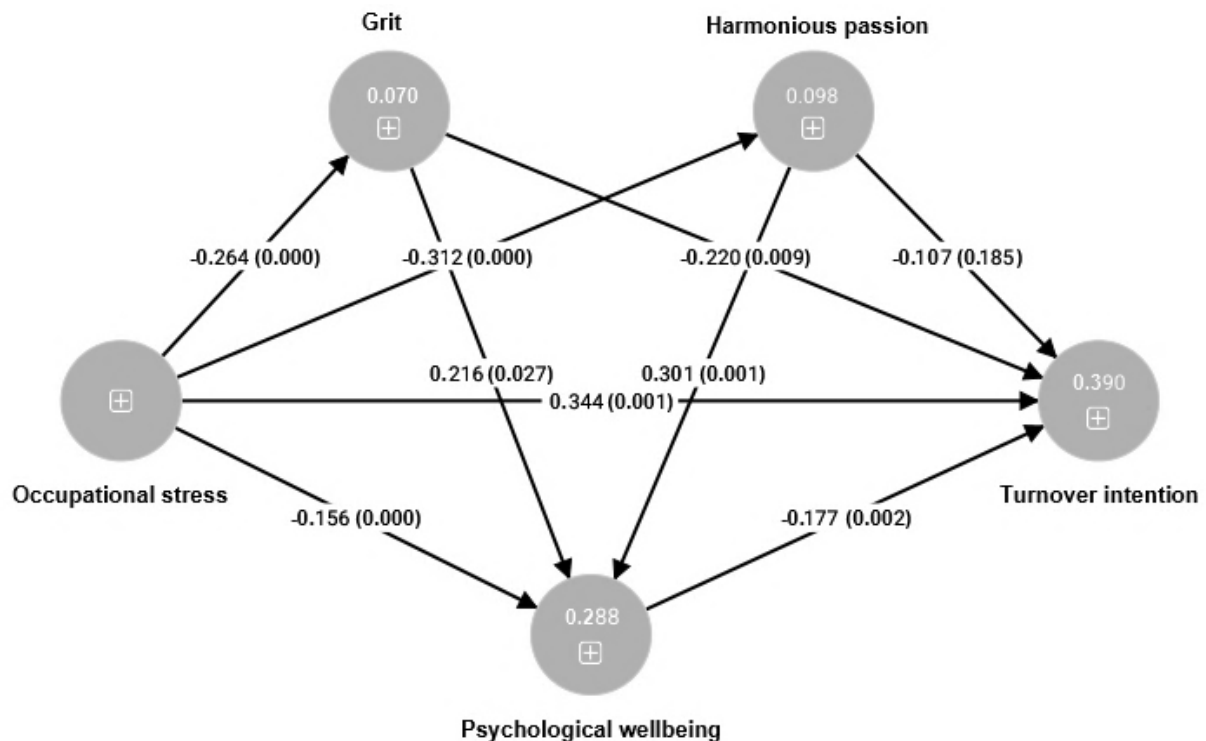 Grit
Harmonious passion
0.070
0.098
-0.264 (0.000)
-0.312 (0.000)
-0.220 (0.009)
-0.107 (0.185)
0.216 (0.027)
0.301 (0.001)
0.390
0.344 (0.001)
Occupational stress
Turnover intention
-0.156 (0.000)
-0.177 (0.002)
0.288
Psychological wellbeing